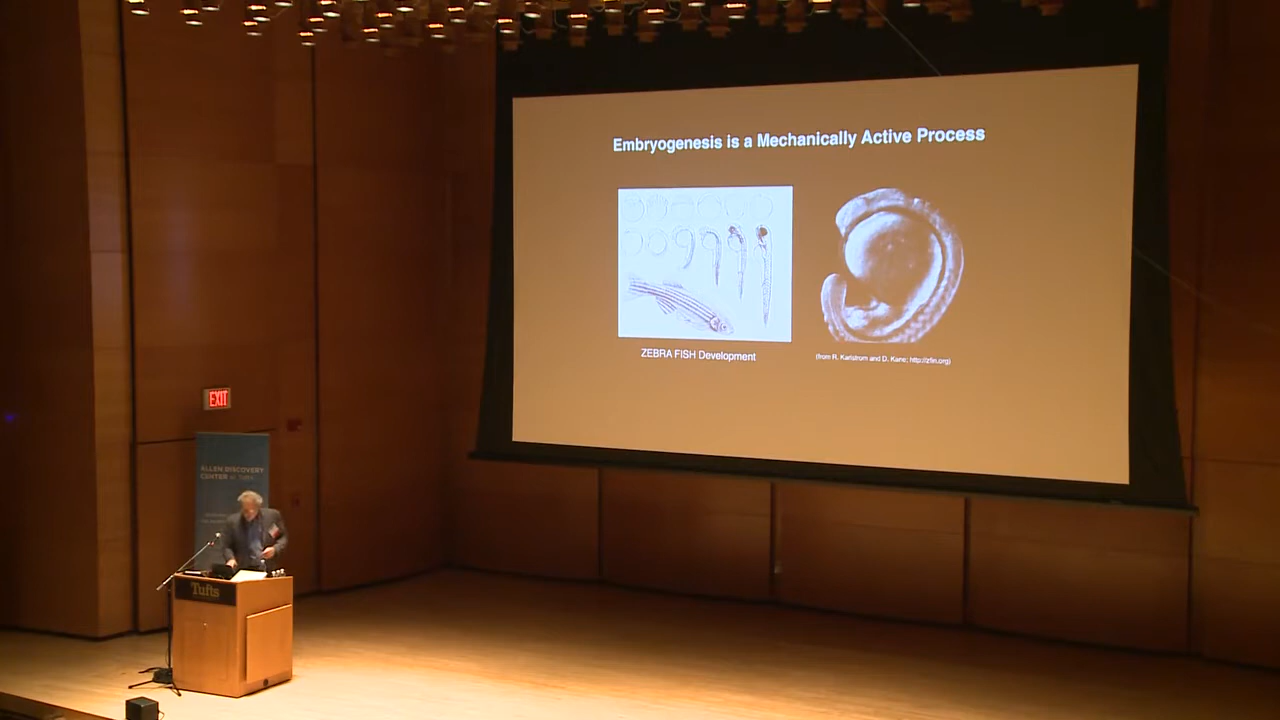 Embryogenesis is a Mechanically Active Process
ZEBRA FISH Development
(from R. Karlstrom and D. Kane; http://zfin.org)
EXIT
ALLEN DISCOVERY
CENTER at Tufts
Tufts